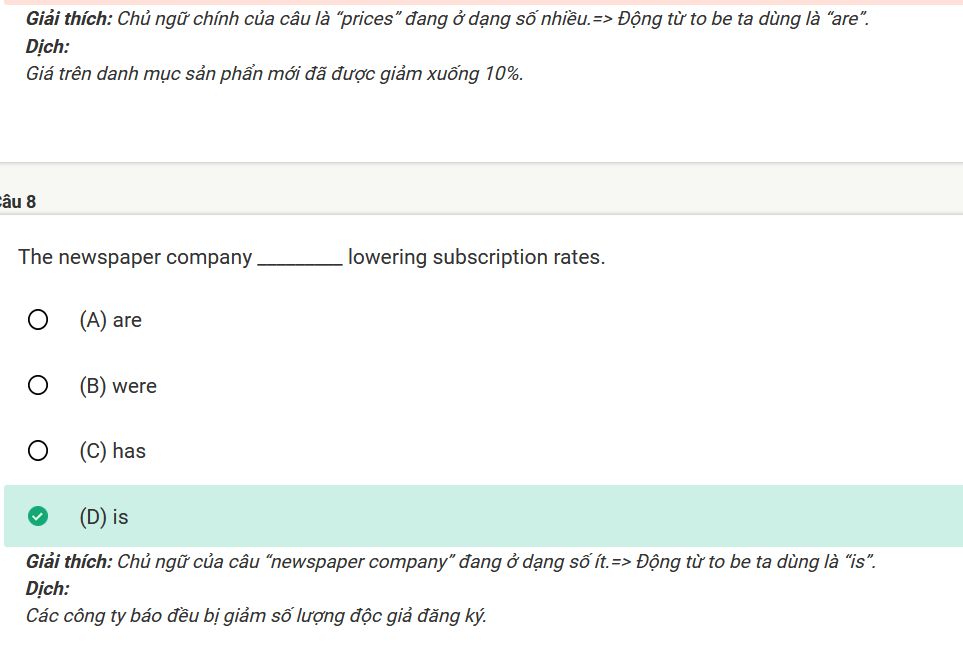 Giải thích: Chủ ngữ chính của câu là “prices” đang ở dạng số nhiều.=> Động từ to be ta dùng là “are”.
Dịch:
Giá trên danh mục sản phẩn mới đã được giảm xuống 10%.
Câu 8
The newspaper company _________ lowering subscription rates.
(A) are
(B) were
(C) has
(D) is
Giải thích: Chủ ngữ của câu “newspaper company” đang ở dạng số ít.=> Động từ to be ta dùng là “is”.
Dịch:
Các công ty báo đều bị giảm số lượng độc giả đăng ký.